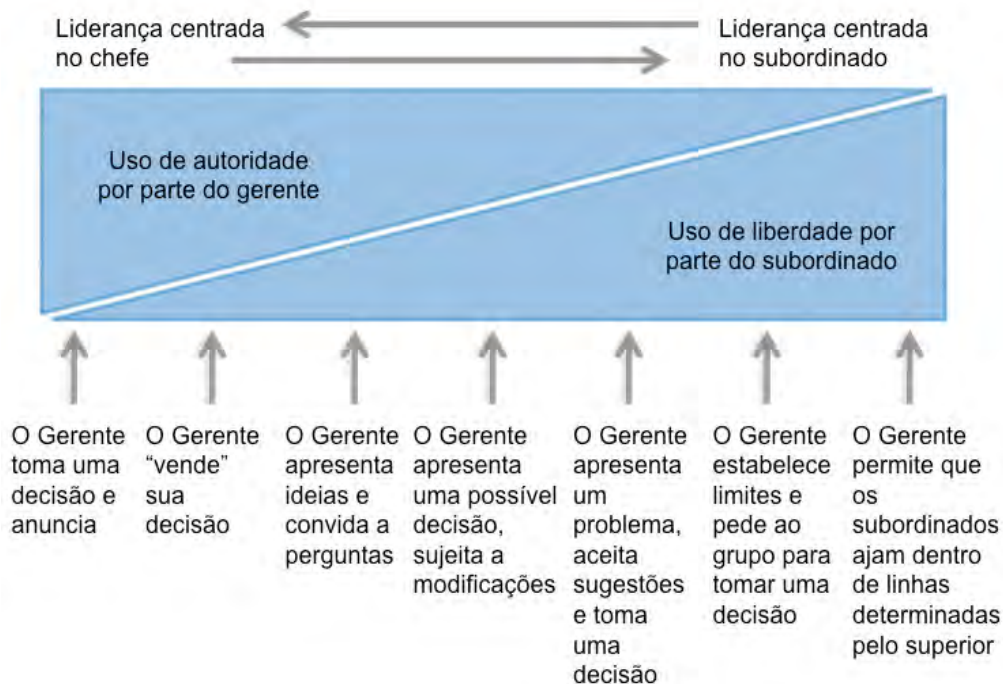 Liderança centrada
no chefe
Liderança centrada
no subordinado
Uso de autoridade
por parte do gerente
Uso de liberdade por
parte do subordinado
O Gerente
toma uma
decisão e
anuncia
O Gerente
“vende”
sua
decisão
O Gerente
apresenta
ideias e
convida a
perguntas
O Gerente
apresenta
uma possível
decisão,
sujeita a
modificações
O Gerente
apresenta
um
problema,
aceita
sugestões
e toma
uma
decisão
O Gerente
estabelece
limites e
pede ao
grupo para
tomar uma
decisão
O Gerente
permite que
os
subordinados
ajam dentro
de linhas
determinadas
pelo superior